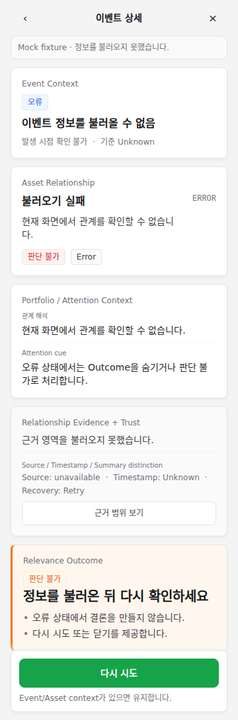 ‹ 이벤트 상세 ✕
Mock fixture · 정보를 불러오지 못했습니다.
Event Context
오류
이벤트 정보를 불러올 수 없음
발생 시점 확인 불가 · 기준 Unknown
Asset Relationship
불러오기 실패 ERROR
현재 화면에서 관계를 확인할 수 없습니
다.
판단 불가 Error
Portfolio / Attention Context
관계 해석
현재 화면에서 관계를 확인할 수 없습니다.
Attention cue
오류 상태에서는 Outcome을 숨기거나 판단 불
가로 처리합니다.
Relationship Evidence + Trust
근거 영역을 불러오지 못했습니다.
Source / Timestamp / Summary distinction
Source: unavailable · Timestamp: Unknown ·
Recovery: Retry
근거 범위 보기
Relevance Outcome
판단 불가
정보를 불러온 뒤 다시 확인하세요
• 오류 상태에서 결론을 만들지 않습니다.
• 다시 시도 또는 닫기를 제공합니다.
다시 시도
Event/Asset context가 있으면 유지합니다.